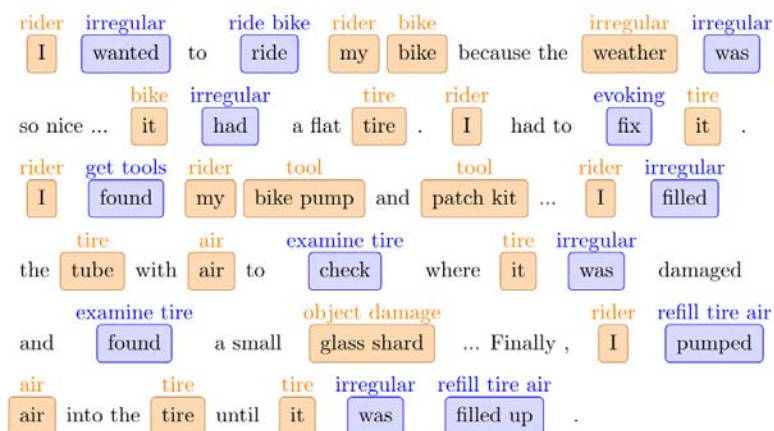 rider irregular ride bike rider bike irregular irregular
I wanted to ride my bike because the weather was
bike irregular tire rider evoking tire
so nice ... it had a flat tire . I had to fix it .
rider get tools rider tool tool rider irregular
I found my bike pump and patch kit ... I filled
tire air examine tire tire irregular
the tube with air to check where it was damaged
examine tire object damage rider refill tire air
and found a small glass shard ... Finally , I pumped
air tire tire irregular refill tire air
air into the tire until it was filled up .